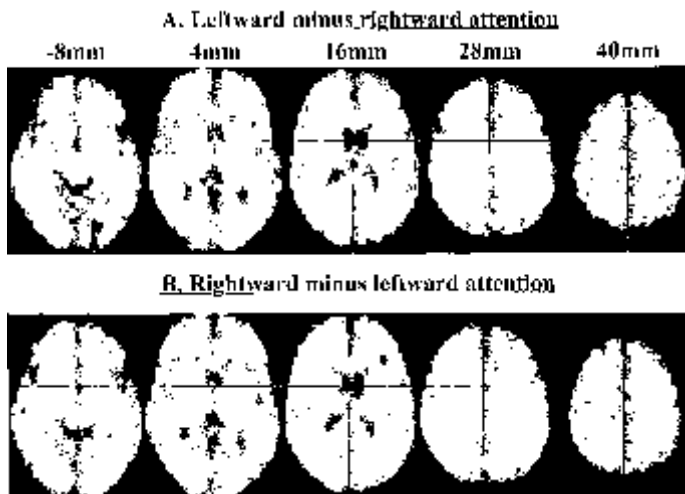 A. Leftward minus rightward attention
-8mm 4mm 16mm 28mm 40mm
B. Rightward minus leftward attention